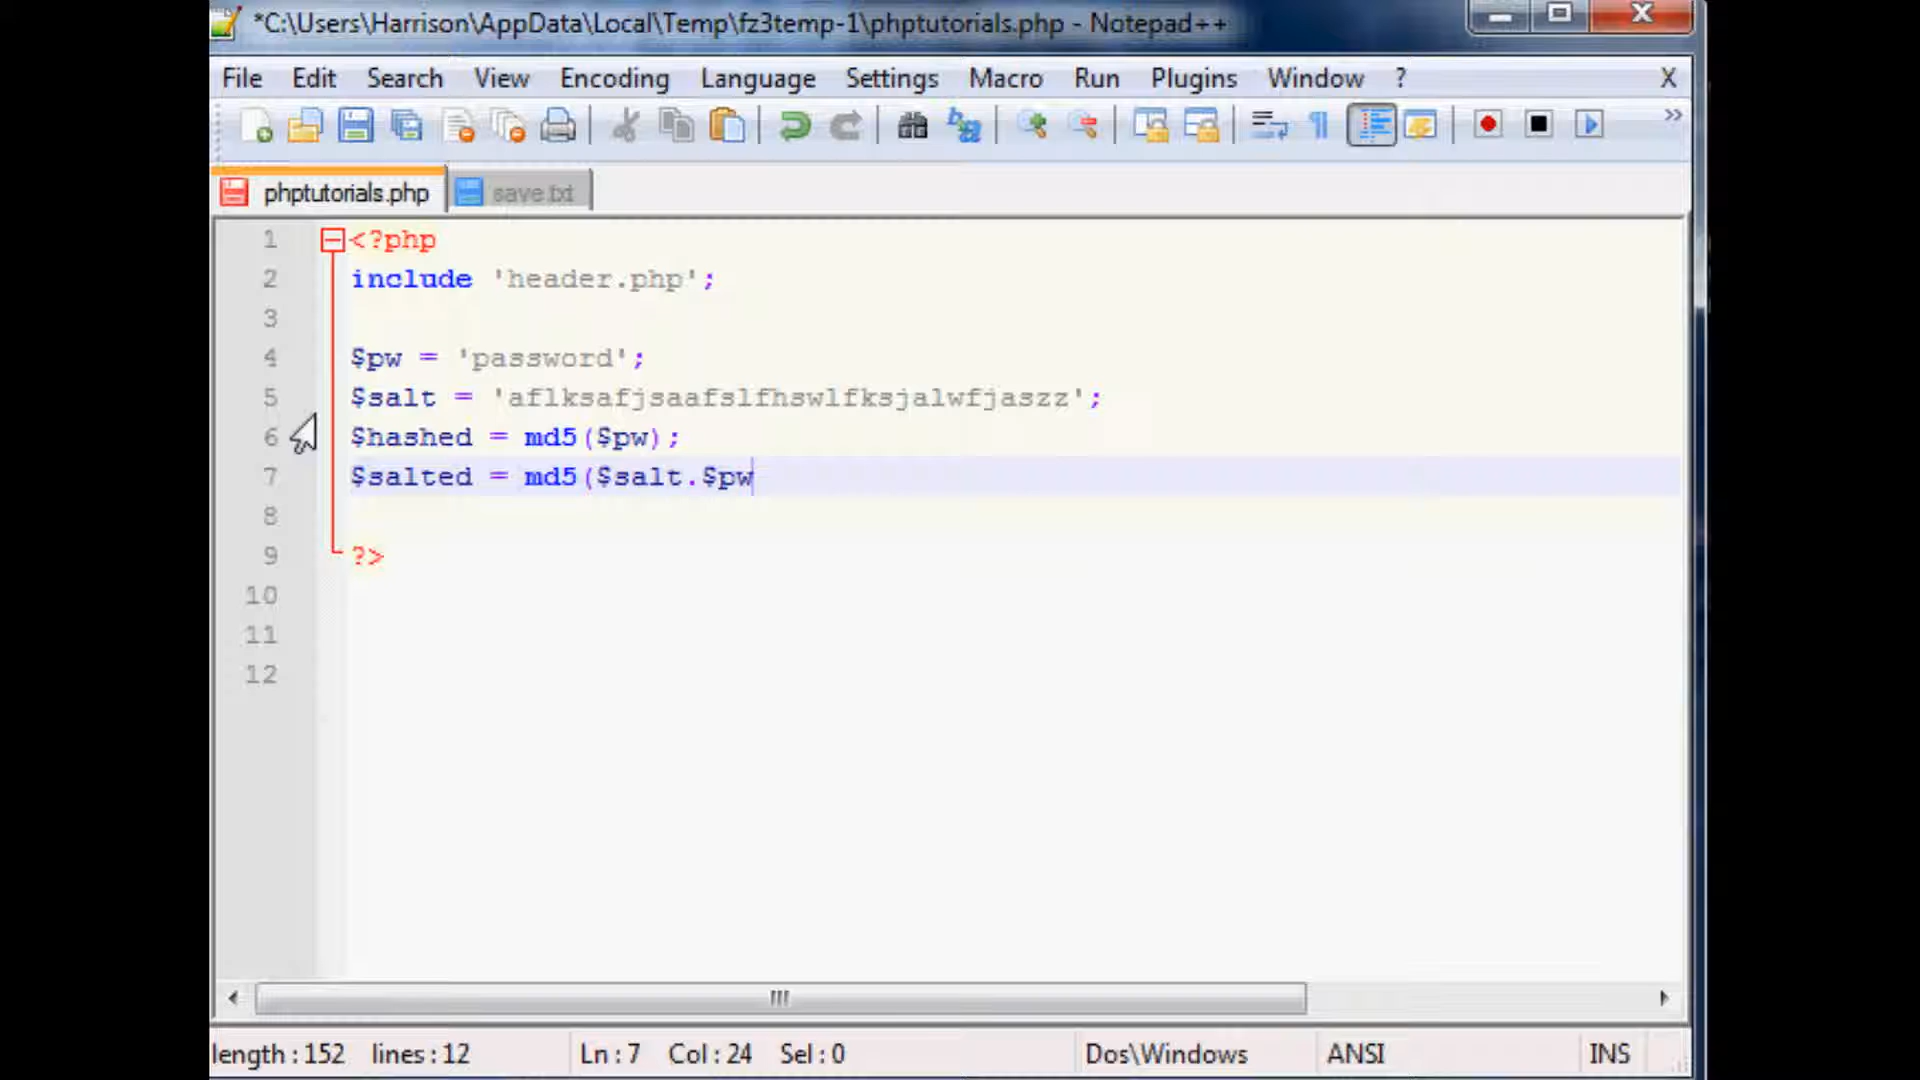 *C:\Users\Harrison\AppData\Local\Temp\fz3temp-1\phptutorials.php - Notepad++
File Edit Search View Encoding Language Settings Macro Run Plugins Window ? X
phptutorials.php save.txt
1 <?php
2 include 'header.php';
3
4 $pw = 'password';
5 $salt = 'aflksafjsaafslfhswlfksjalwfjaszz';
6 $hashed = md5($pw);
7 $salted = md5($salt.$pw
8
9 ?>
10
11
12
length : 152 lines : 12 Ln : 7 Col : 24 Sel : 0 Dos\Windows ANSI INS